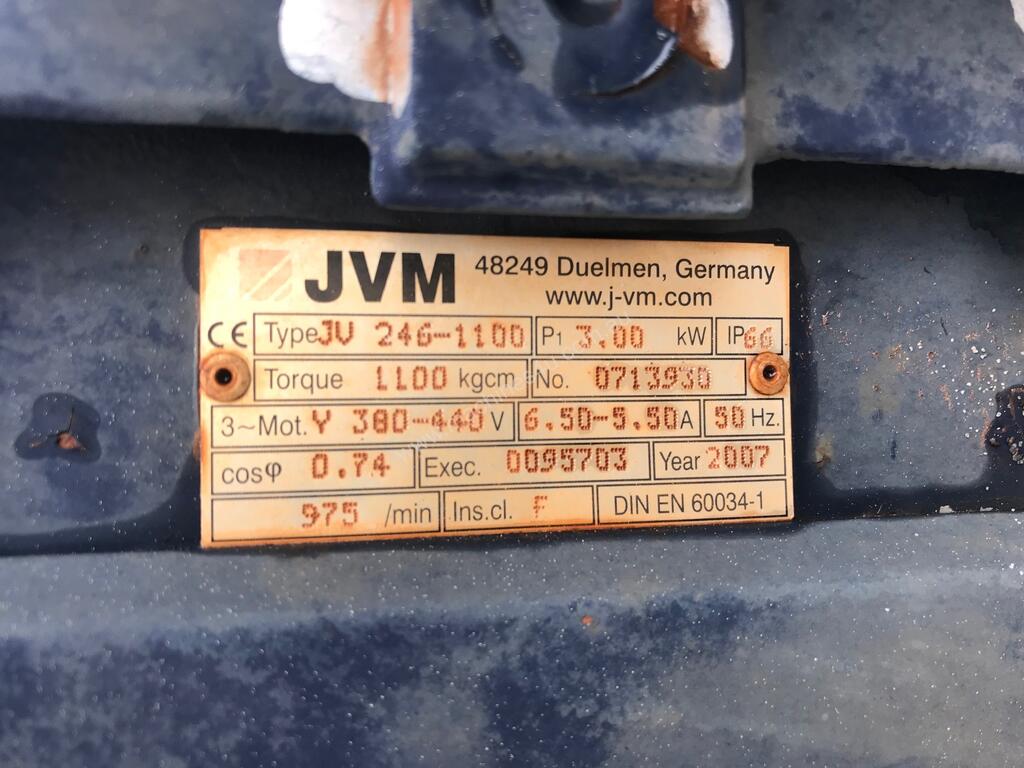 JVM 48249 Duelmen, Germany
www.j-vm.com
CE Type JV 246-1100 P1 3.00 kW IP66
Torque 1100 kgcm No. 0713930
3~Mot. Y 380-440 V 6.50-5.50 A 50 Hz.
cosφ 0.74 Exec. 0095703 Year 2007
975 /min Ins.cl. F DIN EN 60034-1